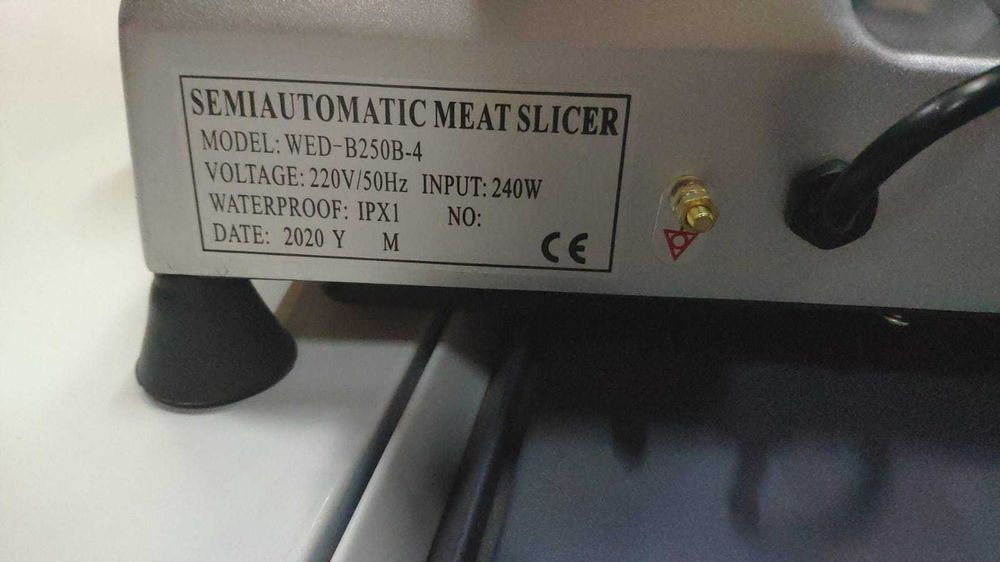 SEMIAUTOMATIC MEAT SLICER
MODEL: WED-B250B-4
VOLTAGE: 220V/50Hz INPUT: 240W
WATERPROOF: IPX1 NO:
DATE: 2020 Y M CE